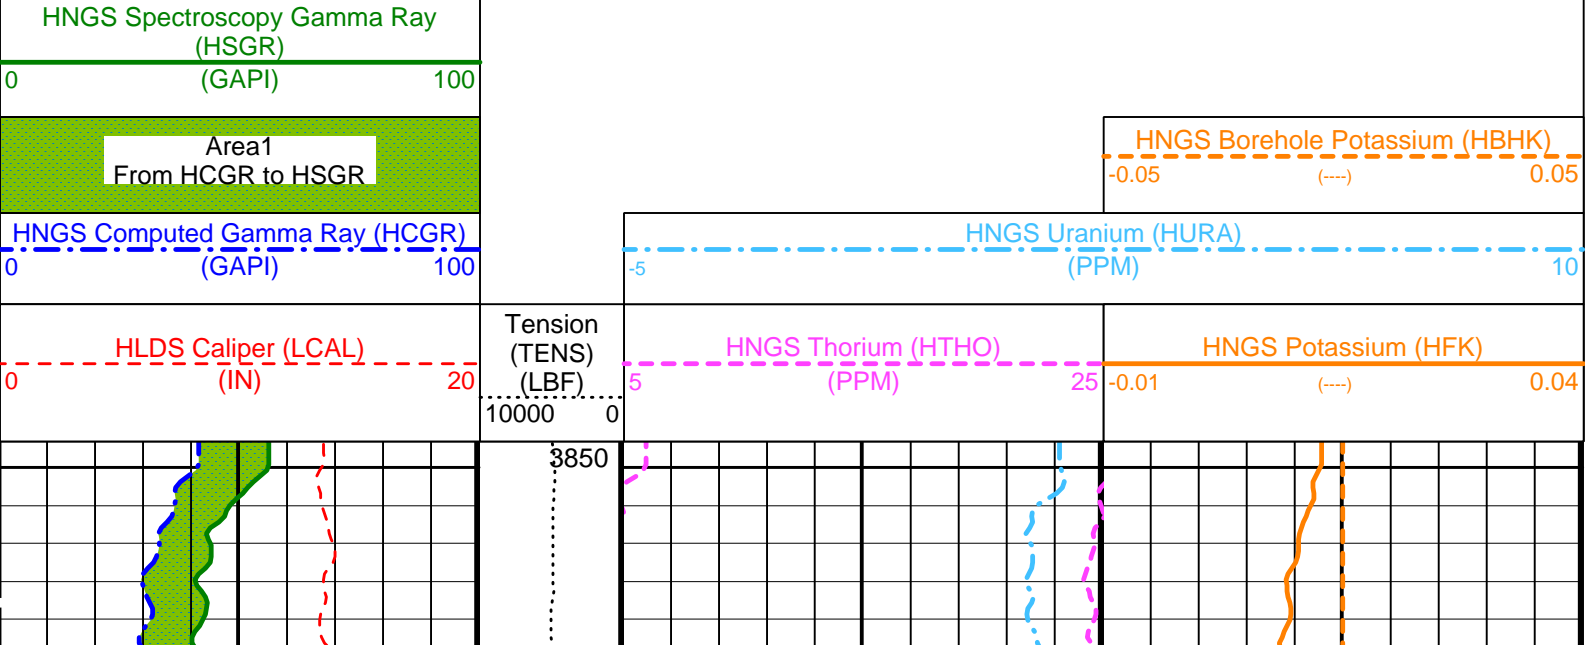 HNGS Spectroscopy Gamma Ray
(HSGR)
0 (GAPI) 100
Area1
From HCGR to HSGR
HNGS Borehole Potassium (HBHK)
-0.05 (----) 0.05
HNGS Computed Gamma Ray (HCGR)
0 (GAPI) 100
HNGS Uranium (HURA)
-5 (PPM) 10
HLDS Caliper (LCAL)
0 (IN) 20
Tension
(TENS)
(LBF)
10000 0
HNGS Thorium (HTHO)
5 (PPM) 25
HNGS Potassium (HFK)
-0.01 (----) 0.04
3850